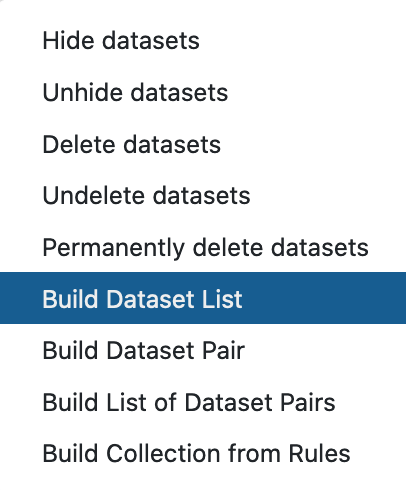 Hide datasets
Unhide datasets
Delete datasets
Undelete datasets
Permanently delete datasets
Build Dataset List
Build Dataset Pair
Build List of Dataset Pairs
Build Collection from Rules